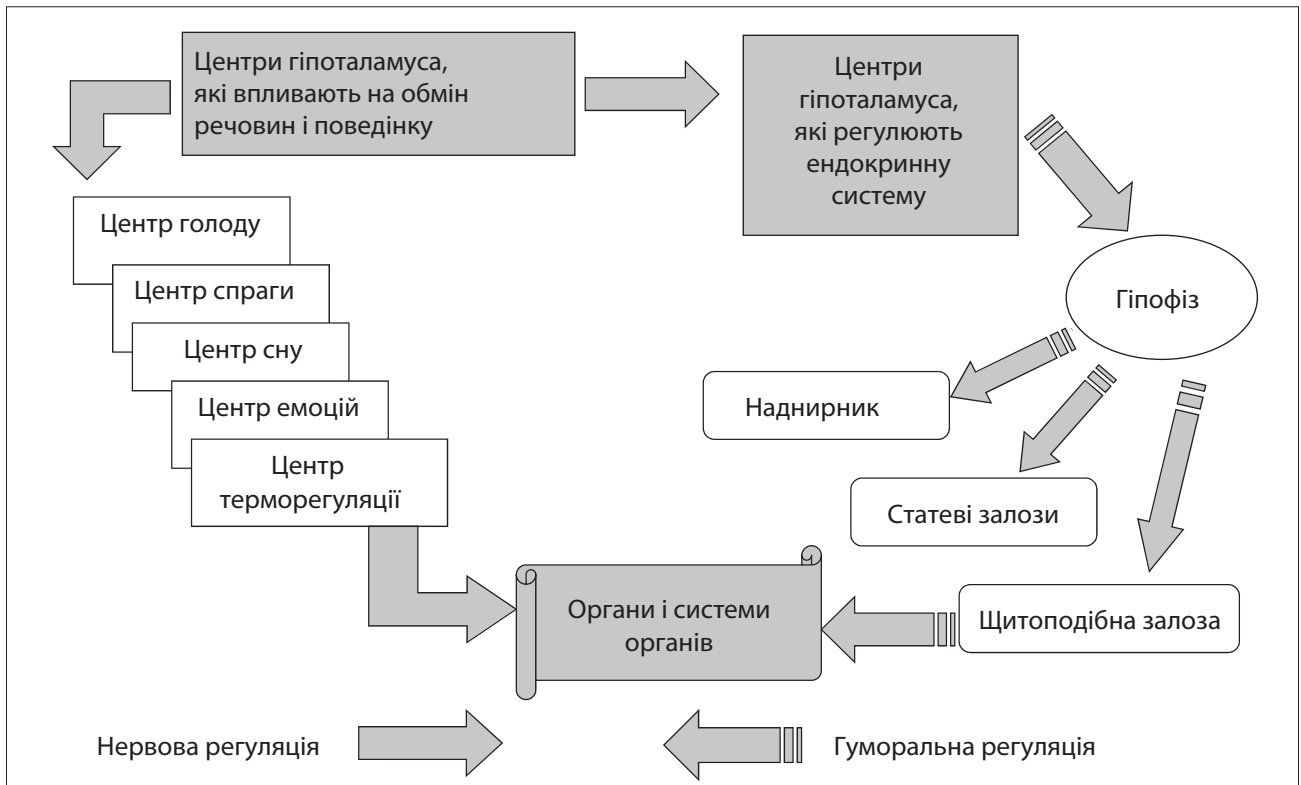 Центри гіпоталамуса,
які впливають на обмін
речовин і поведінку
Центри
гіпоталамуса,
які регулюють
ендокринну
систему
Центр голоду
Центр спраги
Центр сну
Центр емоцій
Центр
терморегуляції
Гіпофіз
Наднирник
Статеві залози
Щитоподібна залоза
Органи і системи
органів
Нервова регуляція
Гуморальна регуляція